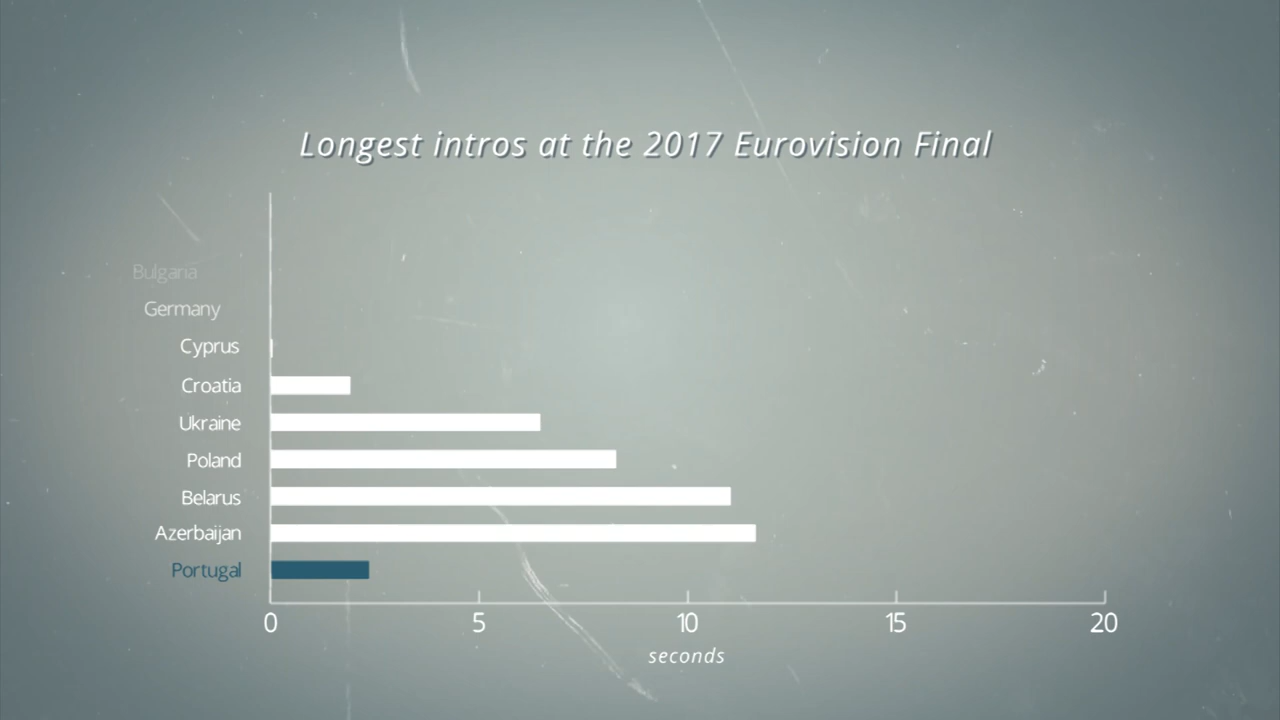 Longest intros at the 2017 Eurovision Final
Bulgaria
Germany
Cyprus
Croatia
Ukraine
Poland
Belarus
Azerbaijan
Portugal
0 5 10 15 20
seconds